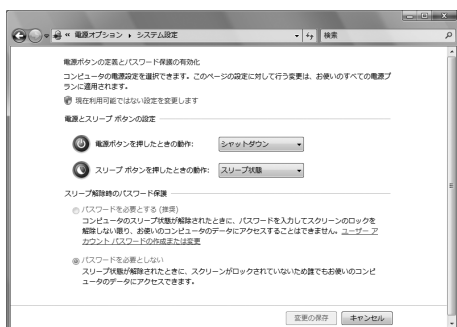 « 電源オプション ▸ システム設定
検索
電源ボタンの定義とパスワード保護の有効化
コンピュータの電源設定を選択できます。このページの設定に対して行う変更は、お使いのすべての電源プ
ランに適用されます。
現在利用可能ではない設定を変更します
電源とスリープ ボタンの設定
電源ボタンを押したときの動作:
シャットダウン
スリープ ボタンを押したときの動作:
スリープ状態
スリープ解除時のパスワード保護
パスワードを必要とする (推奨)
コンピュータのスリープ状態が解除されたときに、パスワードを入力してスクリーンのロックを
解除しない限り、お使いのコンピュータのデータにアクセスすることはできません。ユーザー ア
カウント パスワードの作成または変更
パスワードを必要としない
スリープ状態が解除されたときに、スクリーンがロックされていないため誰でもお使いのコンピ
ュータのデータにアクセスできます。
変更の保存
キャンセル